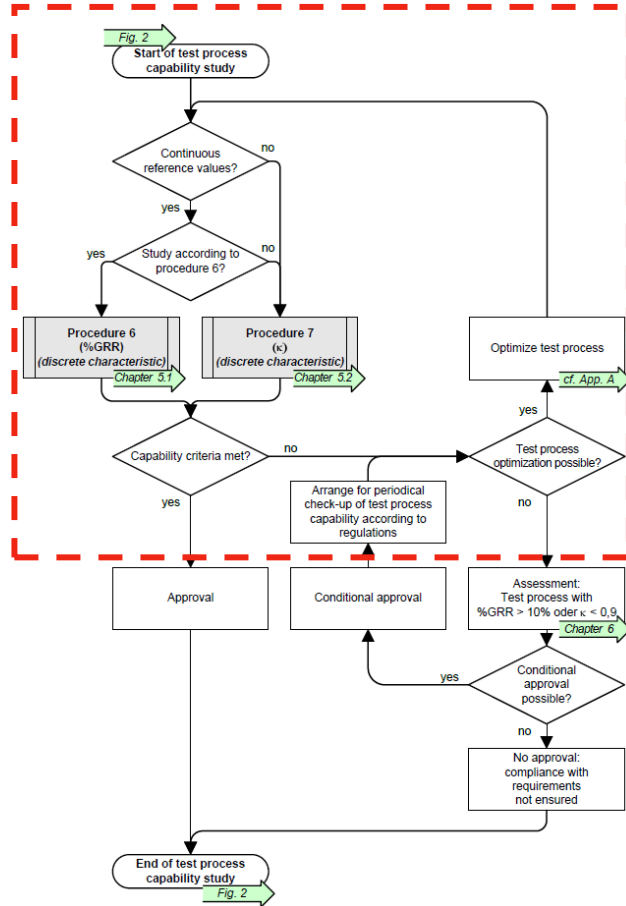 Fig. 2
Start of test process
capability study
Continuous
reference values?
no
yes
Study according to
procedure 6?
yes
no
Procedure 6
(%GRR)
(discrete characteristic)
Chapter 5.1
Procedure 7
(κ)
(discrete characteristic)
Chapter 5.2
Optimize test process
cf. App. A
yes
Capability criteria met?
no
Test process
optimization possible?
yes
no
Arrange for periodical
check-up of test process
capability according to
regulations
Approval
Conditional approval
Assessment:
Test process with
%GRR > 10% oder κ < 0,9
Chapter 6
yes
Conditional
approval
possible?
no
No approval:
compliance with
requirements
not ensured
End of test process
capability study
Fig. 2